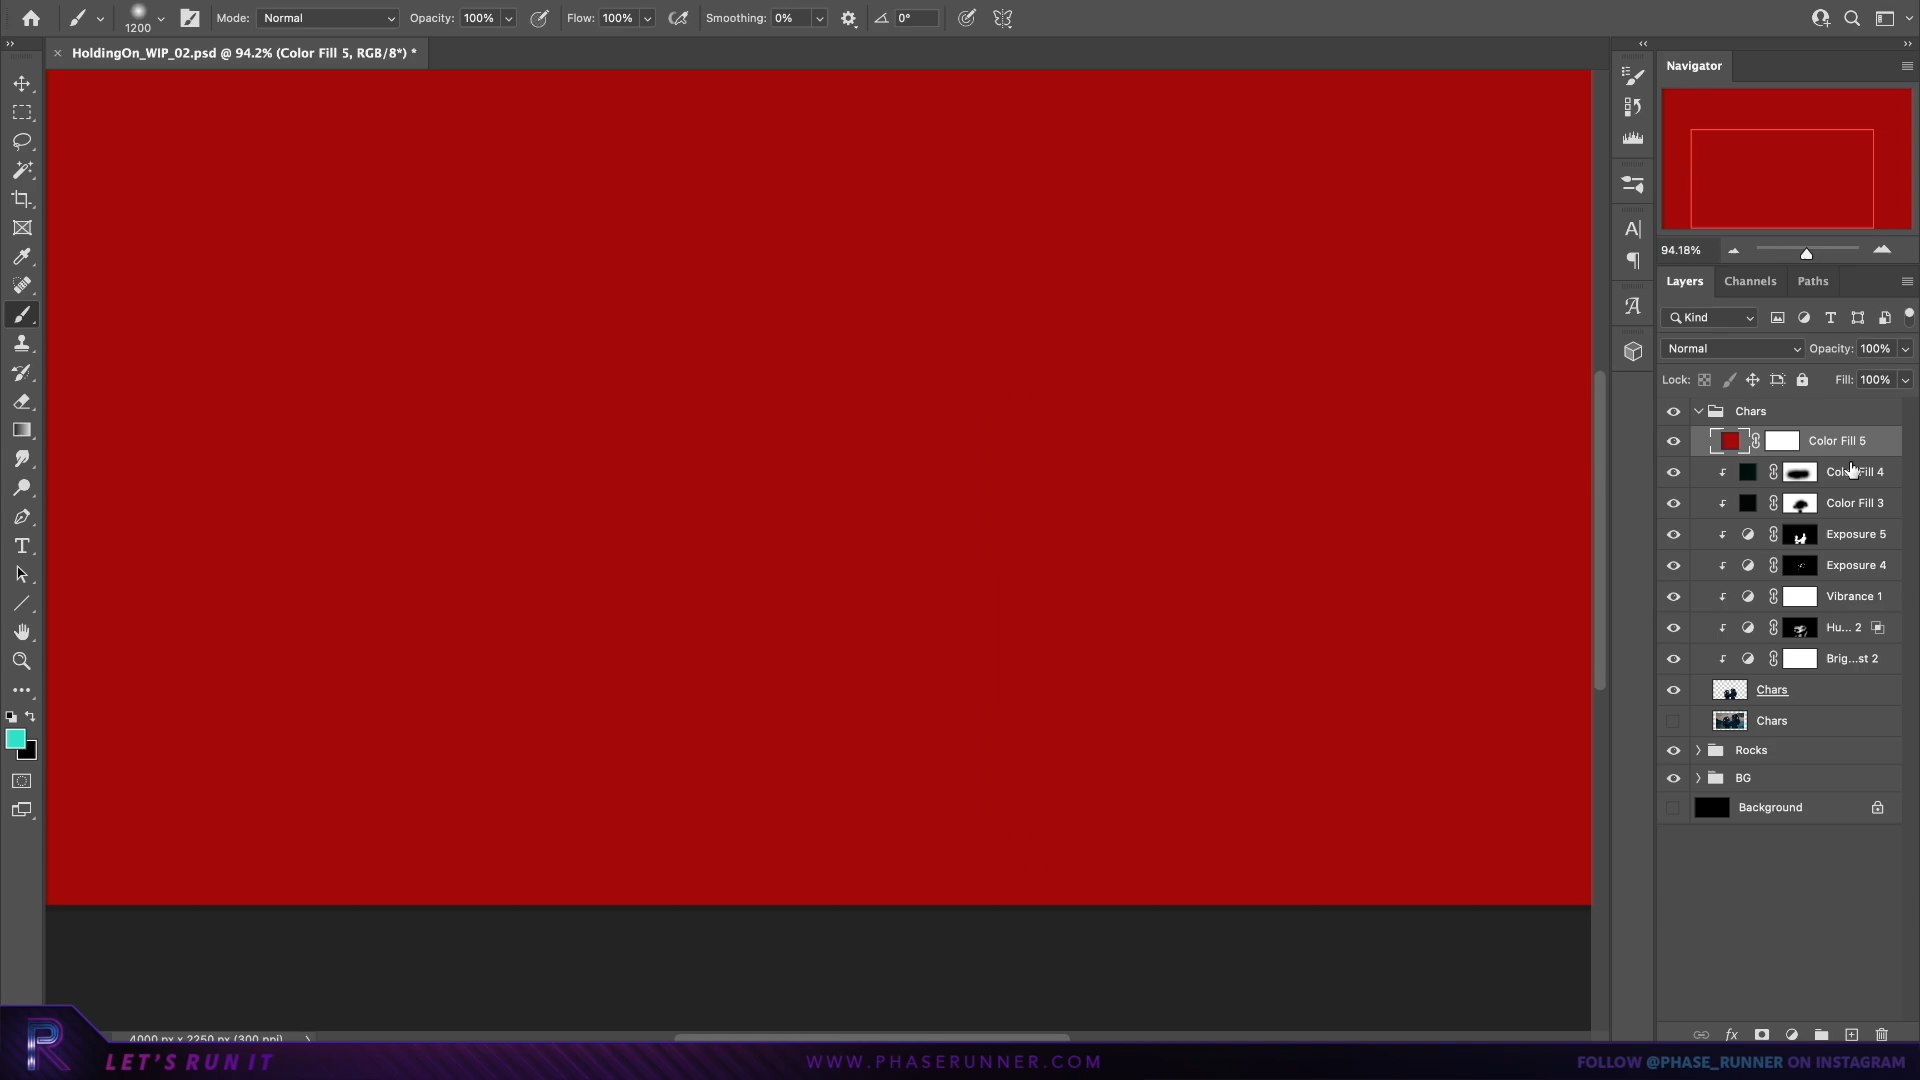 1200
Mode:
Normal
Opacity:
100%
Flow:
100%
Smoothing:
0%
0°
HoldingOn_WIP_02.psd @ 94.2% (Color Fill 5, RGB/8*) *
Navigator
94.18%
Layers
Channels
Paths
Kind
Normal
Opacity:
100%
Lock:
Fill:
100%
Chars
Color Fill 5
Color Fill 4
Color Fill 3
Exposure 5
Exposure 4
Vibrance 1
Hu... 2
Brig...st 2
Chars
Chars
Rocks
BG
Background
4000 px x 2250 px (300 ppi)
LET'S RUN IT
WWW.PHASERUNNER.COM
FOLLOW @PHASE_RUNNER ON INSTAGRAM